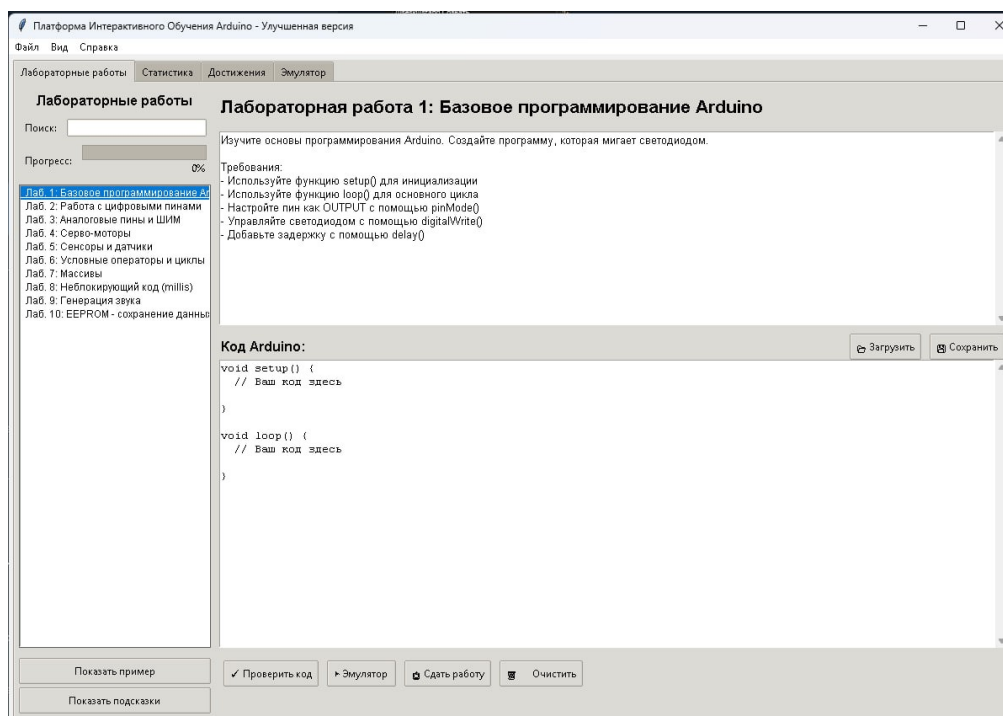 Платформа Интерактивного Обучения Arduino - Улучшенная версия
Файл Вид Справка
Лабораторные работы Статистика Достижения Эмулятор
Лабораторные работы
Поиск:
Прогресс:
0%
Лаб. 1: Базовое программирование Ar
Лаб. 2: Работа с цифровыми пинами
Лаб. 3: Аналоговые пины и ШИМ
Лаб. 4: Серво-моторы
Лаб. 5: Сенсоры и датчики
Лаб. 6: Условные операторы и циклы
Лаб. 7: Массивы
Лаб. 8: Неблокирующий код (millis)
Лаб. 9: Генерация звука
Лаб. 10: EEPROM - сохранение данны
Показать пример
Показать подсказки
Лабораторная работа 1: Базовое программирование Arduino
Изучите основы программирования Arduino. Создайте программу, которая мигает светодиодом.
Требования:
- Используйте функцию setup() для инициализации
- Используйте функцию loop() для основного цикла
- Настройте пин как OUTPUT с помощью pinMode()
- Управляйте светодиодом с помощью digitalWrite()
- Добавьте задержку с помощью delay()
Код Arduino:
Загрузить Сохранить
void setup() {
// Ваш код здесь
}
void loop() {
// Ваш код здесь
}
Проверить код Эмулятор Сдать работу Очистить